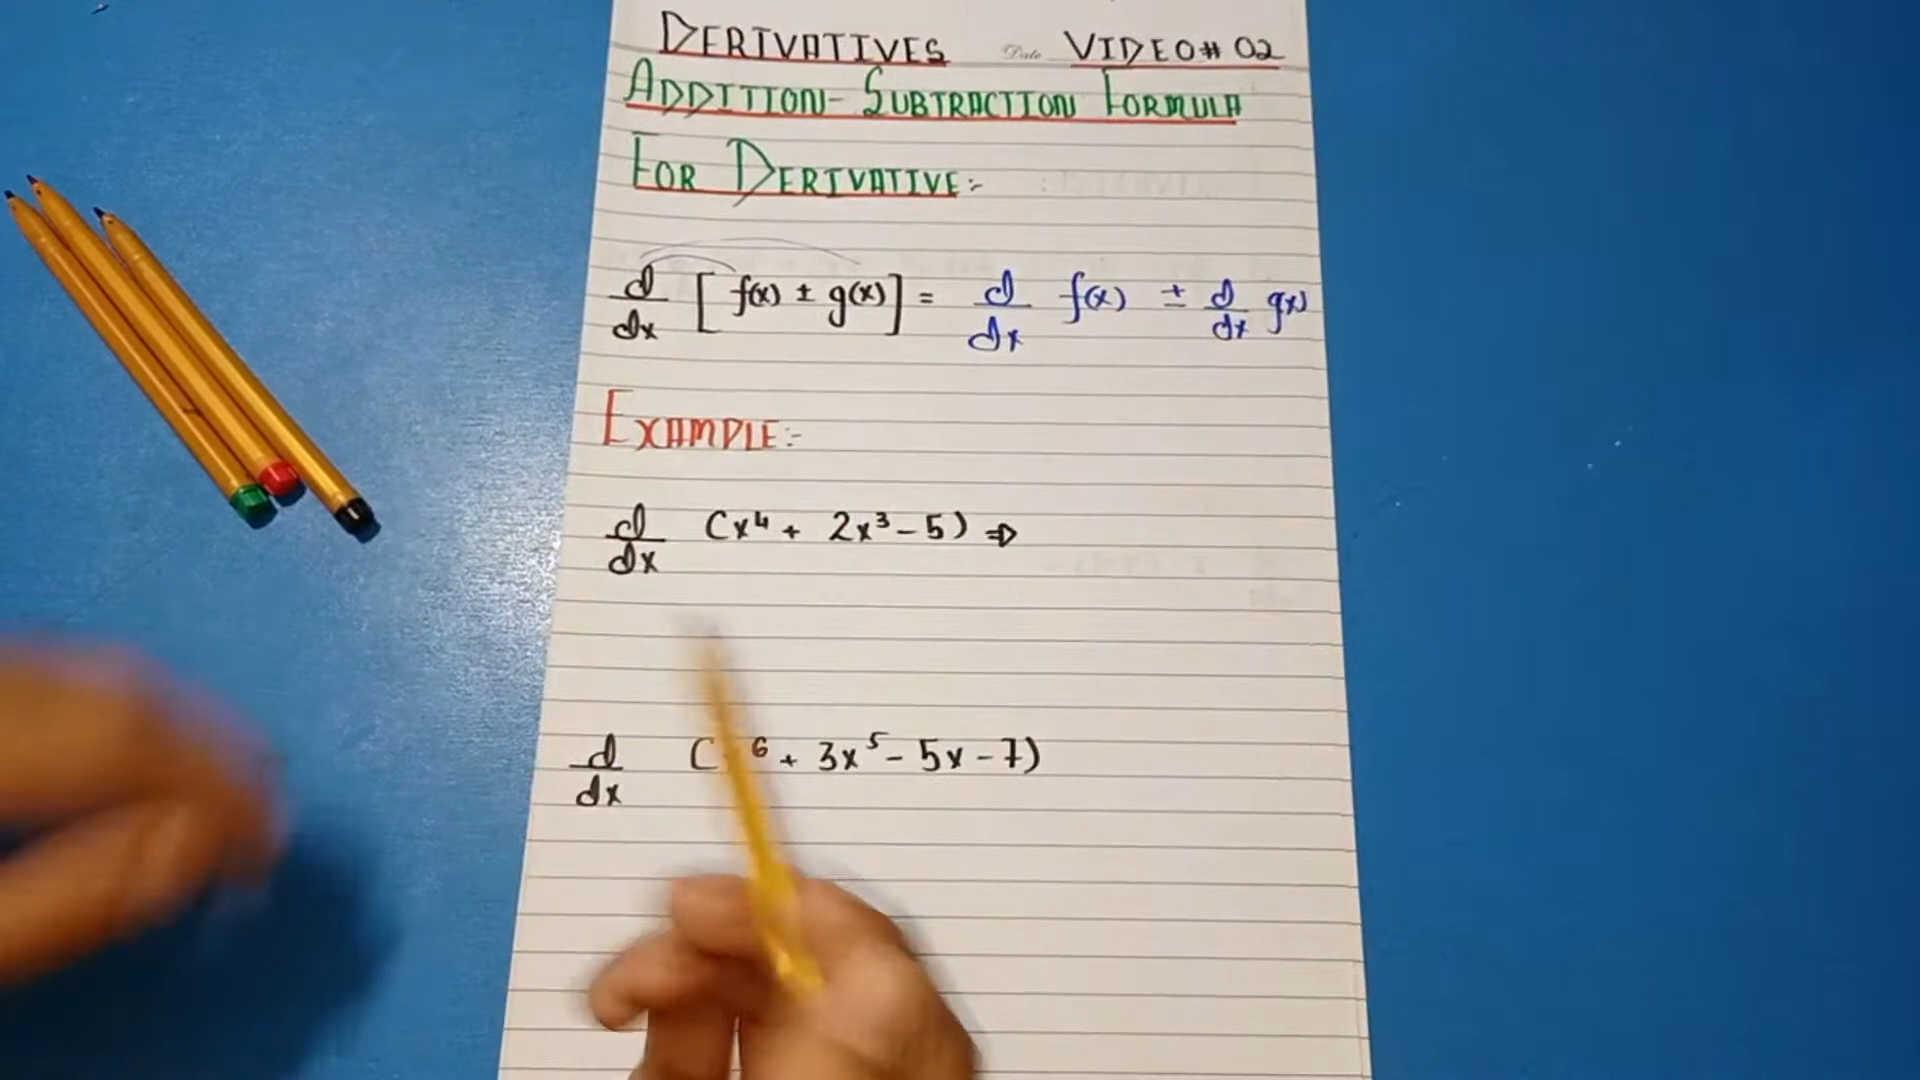 DERIVATIVES Date VIDEO# 02
ADDITION- SUBTRACTION FORMULA
FOR DERIVATIVE:-
d/dx [f(x) ± g(x)] = d/dx f(x) ± d/dx g(x)
EXAMPLE:-
d/dx (x⁴ + 2x³ - 5) ⇒
d/dx ( ⁶ + 3x⁵ - 5x - 7)